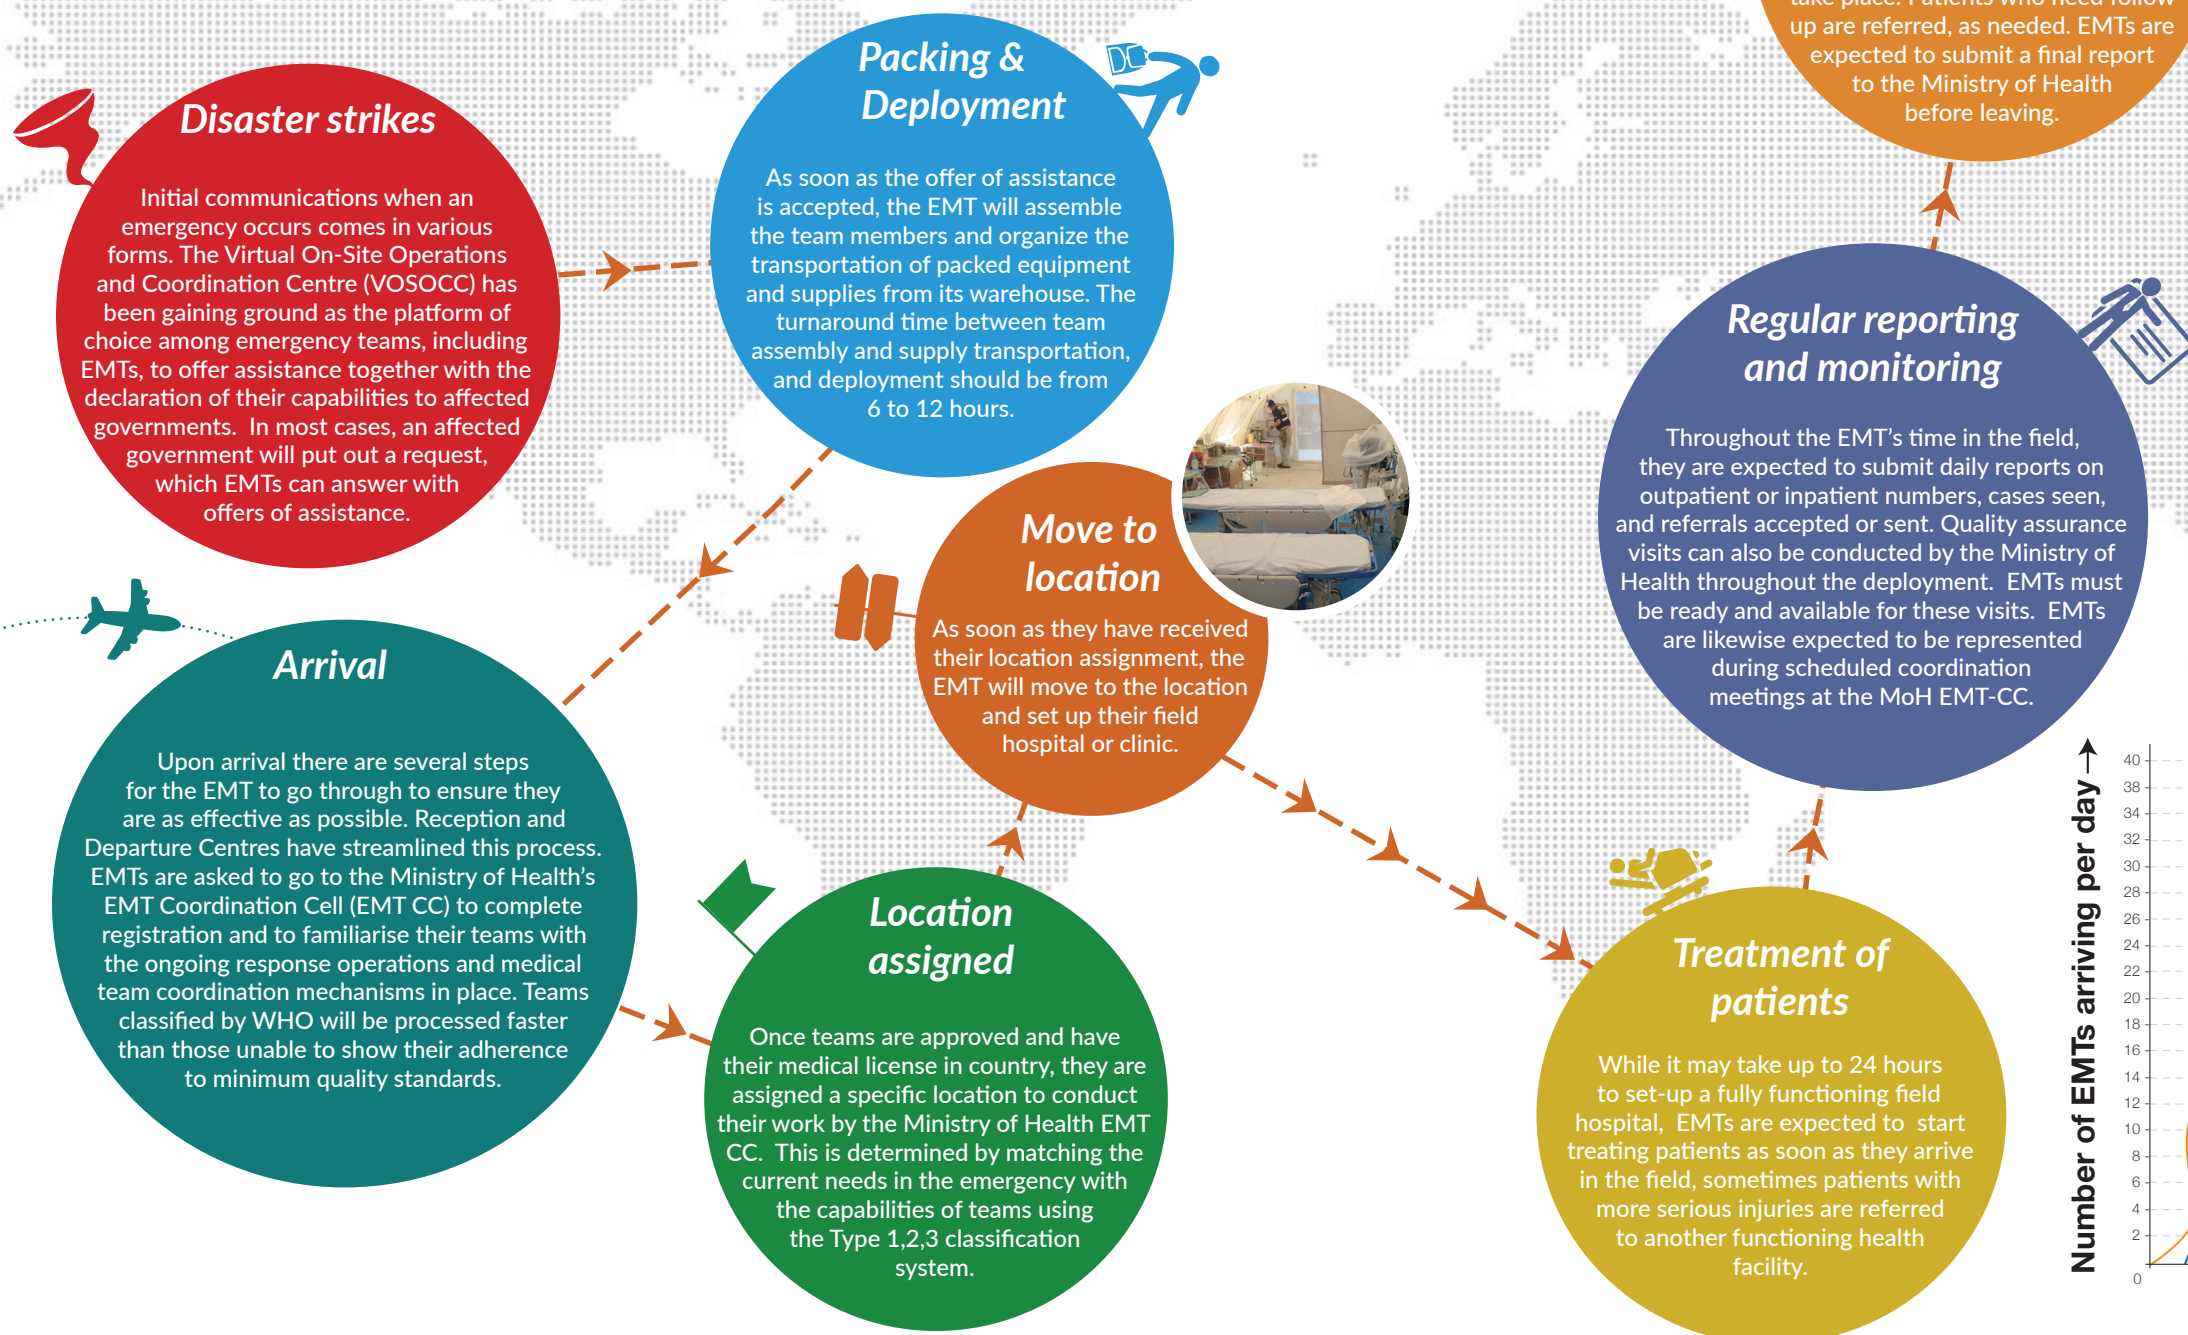 Disaster strikes
Initial communications when an
emergency occurs comes in various
forms. The Virtual On-Site Operations
and Coordination Centre (VOSOCC) has
been gaining ground as the platform of
choice among emergency teams, including
EMTs, to offer assistance together with the
declaration of their capabilities to affected
governments.  In most cases, an affected
government will put out a request,
which EMTs can answer with
offers of assistance.
Packing &
Deployment
As soon as the offer of assistance
is accepted, the EMT will assemble
the team members and organize the
transportation of packed equipment
and supplies from its warehouse. The
turnaround time between team
assembly and supply transportation,
and deployment should be from
6 to 12 hours.
Arrival
Upon arrival there are several steps
for the EMT to go through to ensure they
are as effective as possible. Reception and
Departure Centres have streamlined this process.
EMTs are asked to go to the Ministry of Health's
EMT Coordination Cell (EMT CC) to complete
registration and to familiarise their teams with
the ongoing response operations and medical
team coordination mechanisms in place. Teams
classified by WHO will be processed faster
than those unable to show their adherence
to minimum quality standards.
Location
assigned
Once teams are approved and have
their medical license in country, they are
assigned a specific location to conduct
their work by the Ministry of Health EMT
CC.  This is determined by matching the
current needs in the emergency with
the capabilities of teams using
the Type 1,2,3 classification
system.
Move to
location
As soon as they have received
their location assignment, the
EMT will move to the location
and set up their field
hospital or clinic.
Treatment of
patients
While it may take up to 24 hours
to set-up a fully functioning field
hospital,  EMTs are expected to  start
treating patients as soon as they arrive
in the field, sometimes patients with
more serious injuries are referred
to another functioning health
facility.
Regular reporting
and monitoring
Throughout the EMT's time in the field,
they are expected to submit daily reports on
outpatient or inpatient numbers, cases seen,
and referrals accepted or sent. Quality assurance
visits can also be conducted by the Ministry of
Health throughout the deployment.  EMTs must
be ready and available for these visits.  EMTs
are likewise expected to be represented
during scheduled coordination
meetings at the MoH EMT-CC.
take place. Patients who need follow
up are referred, as needed. EMTs are
expected to submit a final report
to the Ministry of Health
before leaving.
Number of EMTs arriving per day
40
38
34
32
30
28
26
24
22
20
18
16
14
12
10
8
6
4
2
0